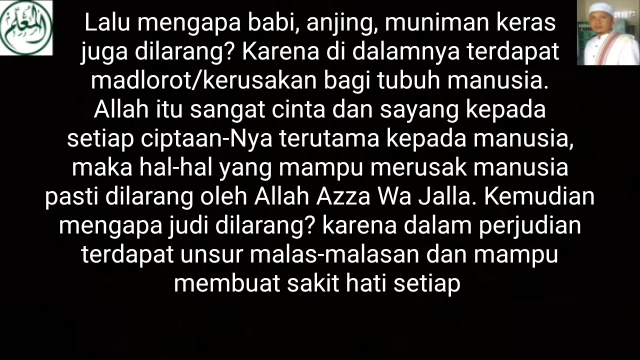 Lalu mengapa babi, anjing, muniman keras
juga dilarang? Karena di dalamnya terdapat
madlorot/kerusakan bagi tubuh manusia.
Allah itu sangat cinta dan sayang kepada
setiap ciptaan-Nya terutama kepada manusia,
maka hal-hal yang mampu merusak manusia
pasti dilarang oleh Allah Azza Wa Jalla. Kemudian
mengapa judi dilarang? karena dalam perjudian
terdapat unsur malas-malasan dan mampu
membuat sakit hati setiap